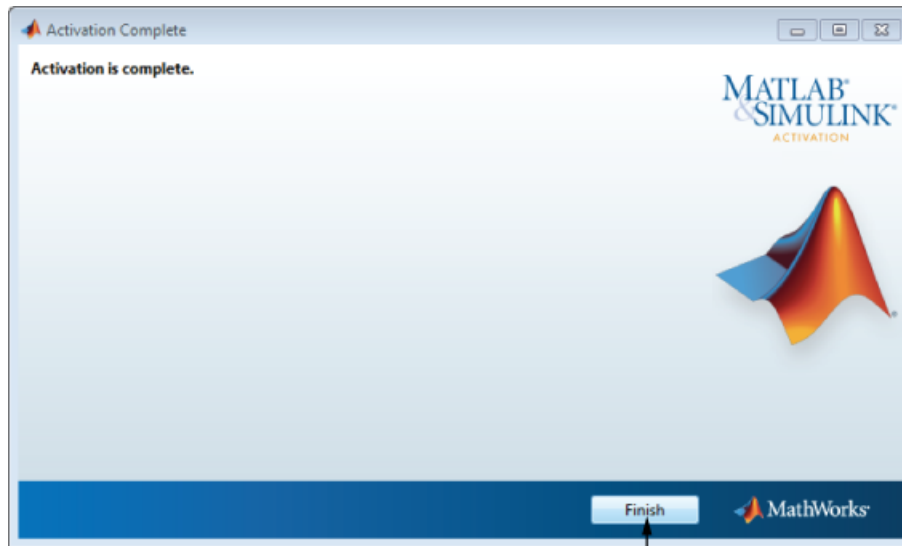 Activation Complete
Activation is complete.
MATLAB®
&SIMULINK®
ACTIVATION
®
Finish
MathWorks®